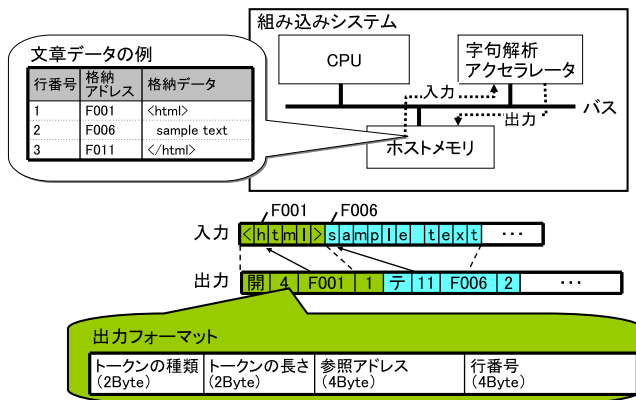 組み込みシステム
文章データの例
CPU
字句解析
アクセラレータ
行番号 格納アドレス 格納データ
1 F001 <html>
2 F006 sample text
3 F011 </html>
入力
バス
出力
ホストメモリ
F001 F006
入力 <html>sample text ・・・
出力 開 4 F001 1 テ 11 F006 2 ・・・
出力フォーマット
トークンの種類 トークンの長さ 参照アドレス 行番号
(2Byte) (2Byte) (4Byte) (4Byte)